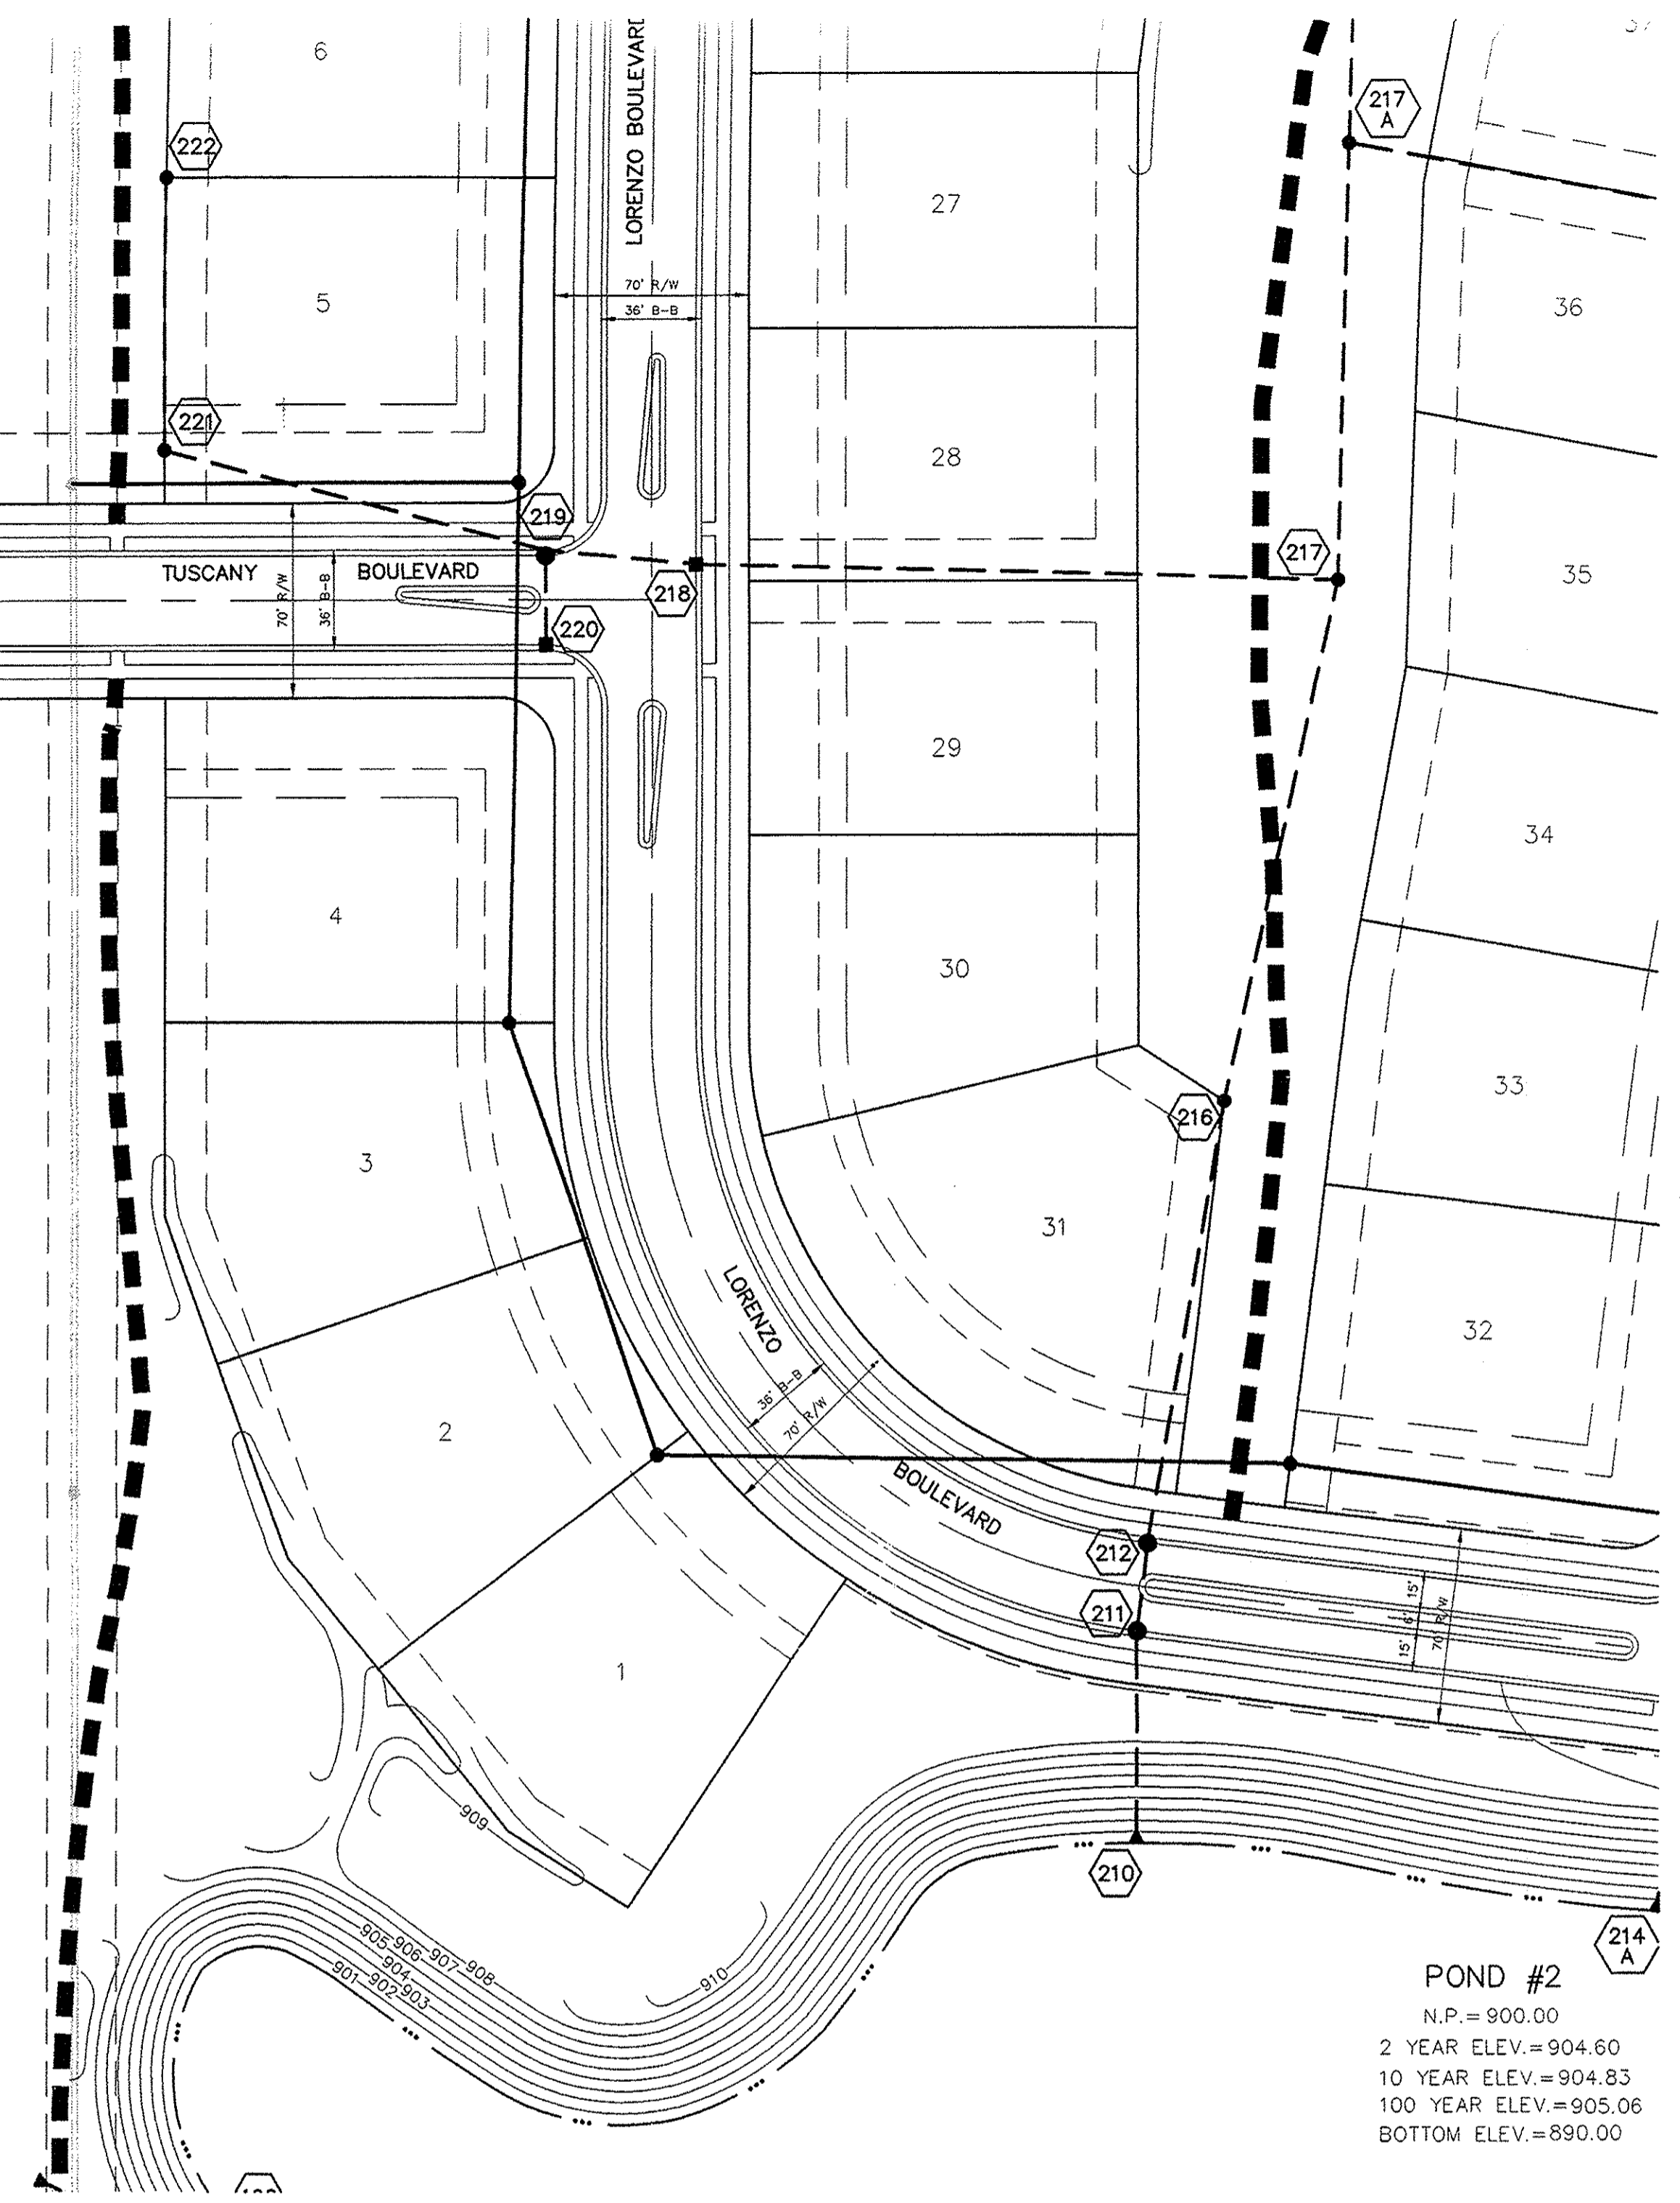 6
LORENZO BOULEVARD
217
A
222
27
5
70' R/W
36' B-B
36
221
28
219
217
35
TUSCANY BOULEVARD
70' R/W
36' B-B
218
220
29
34
4
30
33
216
3
31
LORENZO
32
36' B-B
70' R/W
2
BOULEVARD
212
15' 6' 15'
70' R/W
211
1
909
210
905 906 907 908
904
901 902 903
910
214
A
POND #2
N.P.= 900.00
2 YEAR ELEV.=904.60
10 YEAR ELEV.=904.83
100 YEAR ELEV.=905.06
BOTTOM ELEV.=890.00